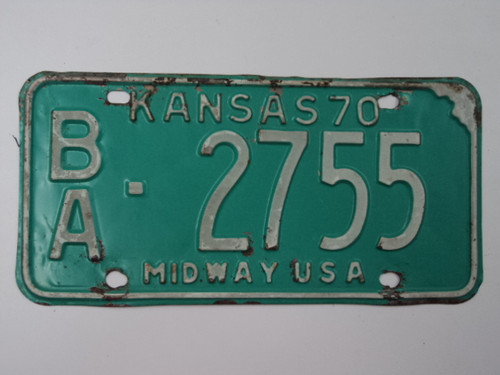 KANSAS 70
BA · 2755
MIDWAY USA